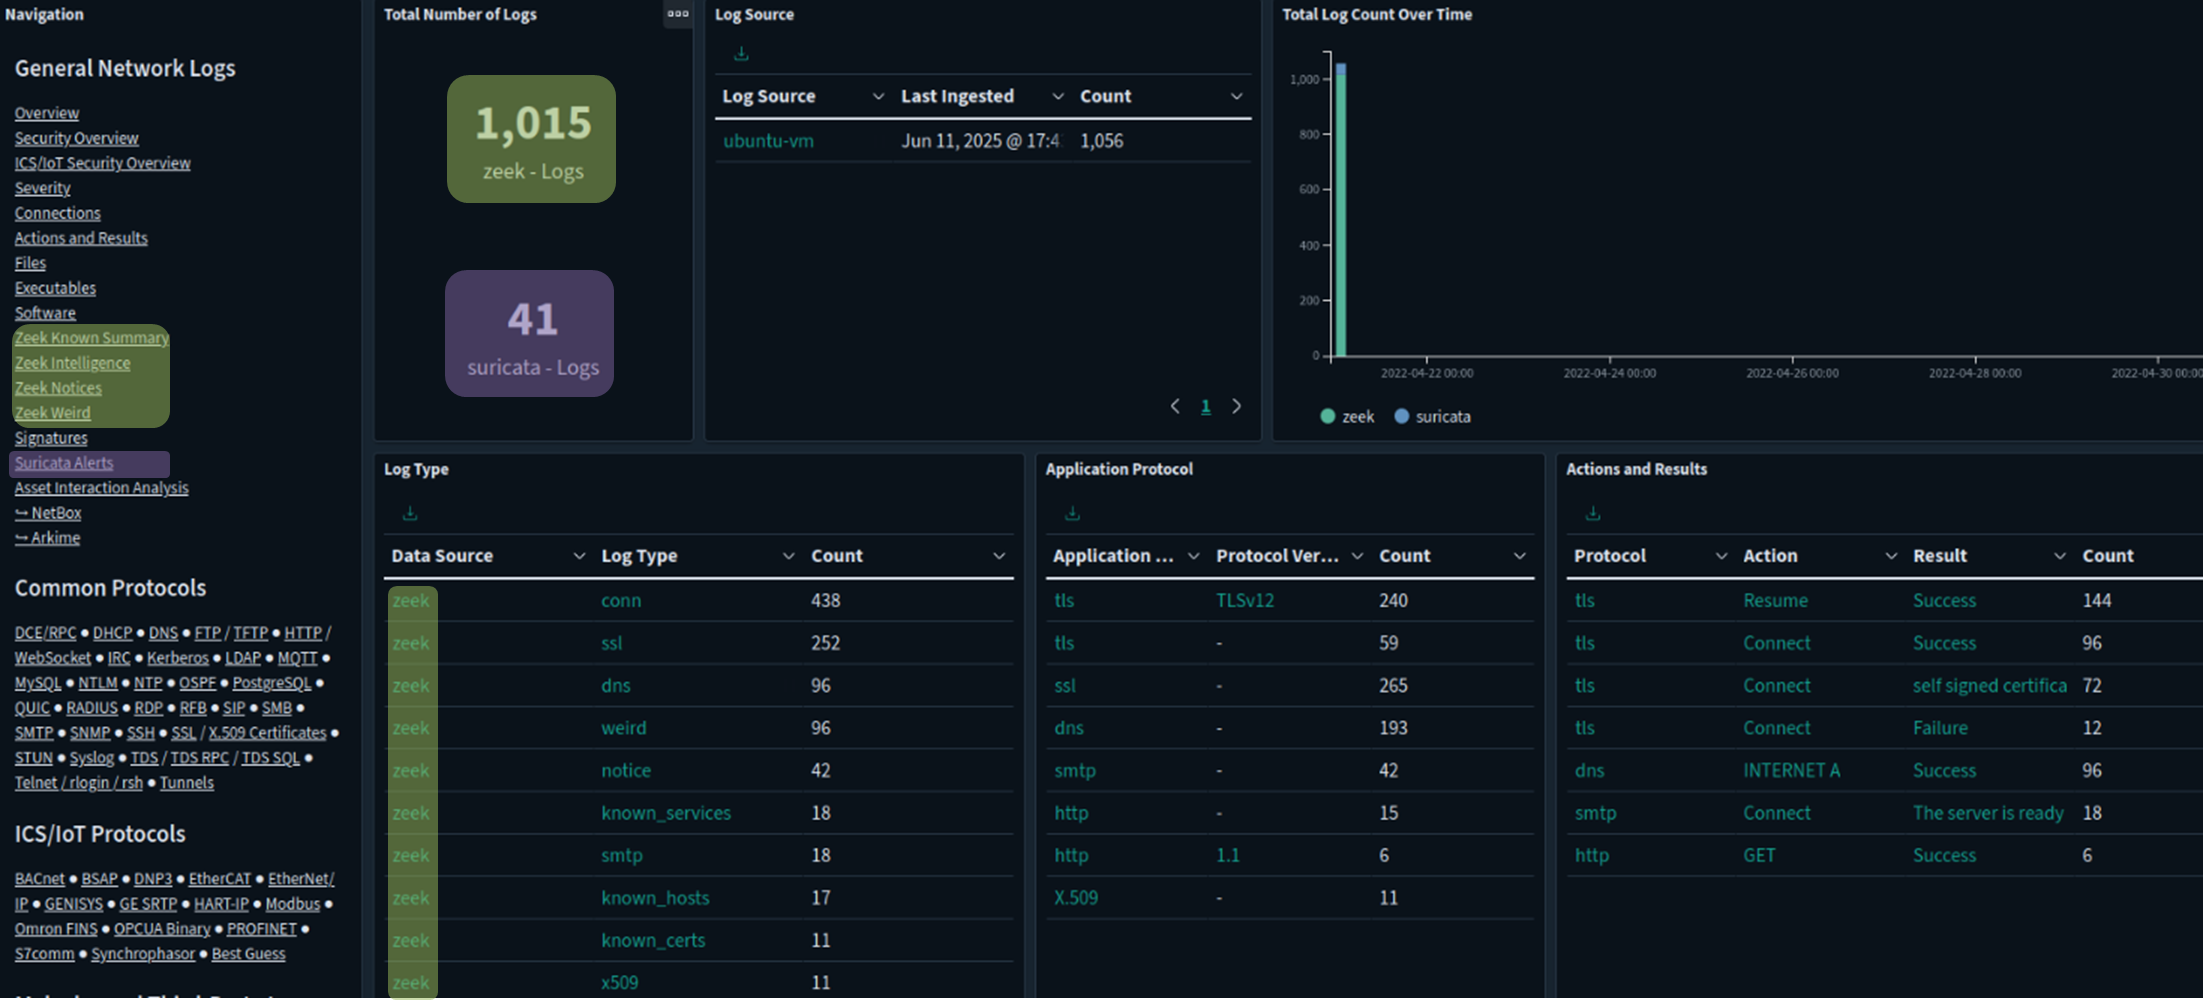 Navigation
General Network Logs
Overview
Security Overview
ICS/IoT Security Overview
Severity
Connections
Actions and Results
Files
Executables
Software
Zeek Known Summary
Zeek Intelligence
Zeek Notices
Zeek Weird
Signatures
Suricata Alerts
Asset Interaction Analysis
↪ NetBox
↪ Arkime
Common Protocols
DCE/RPC ● DHCP ● DNS ● FTP / TFTP ● HTTP /
WebSocket ● IRC ● Kerberos ● LDAP ● MQTT ●
MySQL ● NTLM ● NTP ● OSPF ● PostgreSQL ●
QUIC ● RADIUS ● RDP ● RFB ● SIP ● SMB ●
SMTP ● SNMP ● SSH ● SSL / X.509 Certificates ●
STUN ● Syslog ● TDS / TDS RPC / TDS SQL ●
Telnet / rlogin / rsh ● Tunnels
ICS/IoT Protocols
BACnet ● BSAP ● DNP3 ● EtherCAT ● EtherNet/
IP ● GENISYS ● GE SRTP ● HART-IP ● Modbus ●
Omron FINS ● OPCUA Binary ● PROFINET ●
S7comm ● Synchrophasor ● Best Guess
Total Number of Logs
1,015
zeek - Logs
41
suricata - Logs
Log Source
Log Source Last Ingested Count
ubuntu-vm Jun 11, 2025 @ 17:4 1,056
1
Total Log Count Over Time
1,000
800
600
400
200
0
2022-04-22 00:00 2022-04-24 00:00 2022-04-26 00:00 2022-04-28 00:00 2022-04-30 00:00
zeek suricata
Log Type
Data Source Log Type Count
zeek conn 438
zeek ssl 252
zeek dns 96
zeek weird 96
zeek notice 42
zeek known_services 18
zeek smtp 18
zeek known_hosts 17
zeek known_certs 11
zeek x509 11
Application Protocol
Application ... Protocol Ver... Count
tls TLSv12 240
tls - 59
ssl - 265
dns - 193
smtp - 42
http - 15
http 1.1 6
X.509 - 11
Actions and Results
Protocol Action Result Count
tls Resume Success 144
tls Connect Success 96
tls Connect self signed certifica 72
tls Connect Failure 12
dns INTERNET A Success 96
smtp Connect The server is ready 18
http GET Success 6